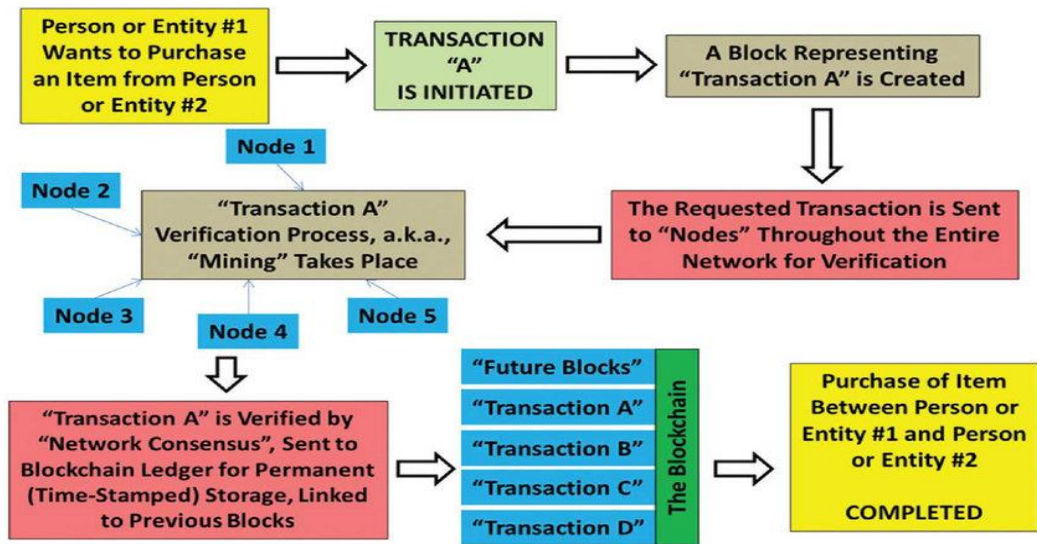 Person or Entity #1
Wants to Purchase
an Item from Person
or Entity #2
TRANSACTION
“A”
IS INITIATED
A Block Representing
“Transaction A” is Created
The Requested Transaction is Sent
to “Nodes” Throughout the Entire
Network for Verification
Node 1
Node 2
“Transaction A”
Verification Process, a.k.a.,
“Mining” Takes Place
Node 3
Node 4
Node 5
“Transaction A” is Verified by
“Network Consensus”, Sent to
Blockchain Ledger for Permanent
(Time-Stamped) Storage, Linked
to Previous Blocks
“Future Blocks”
“Transaction A”
“Transaction B”
“Transaction C”
“Transaction D”
The Blockchain
Purchase of Item
Between Person or
Entity #1 and Person
or Entity #2
COMPLETED